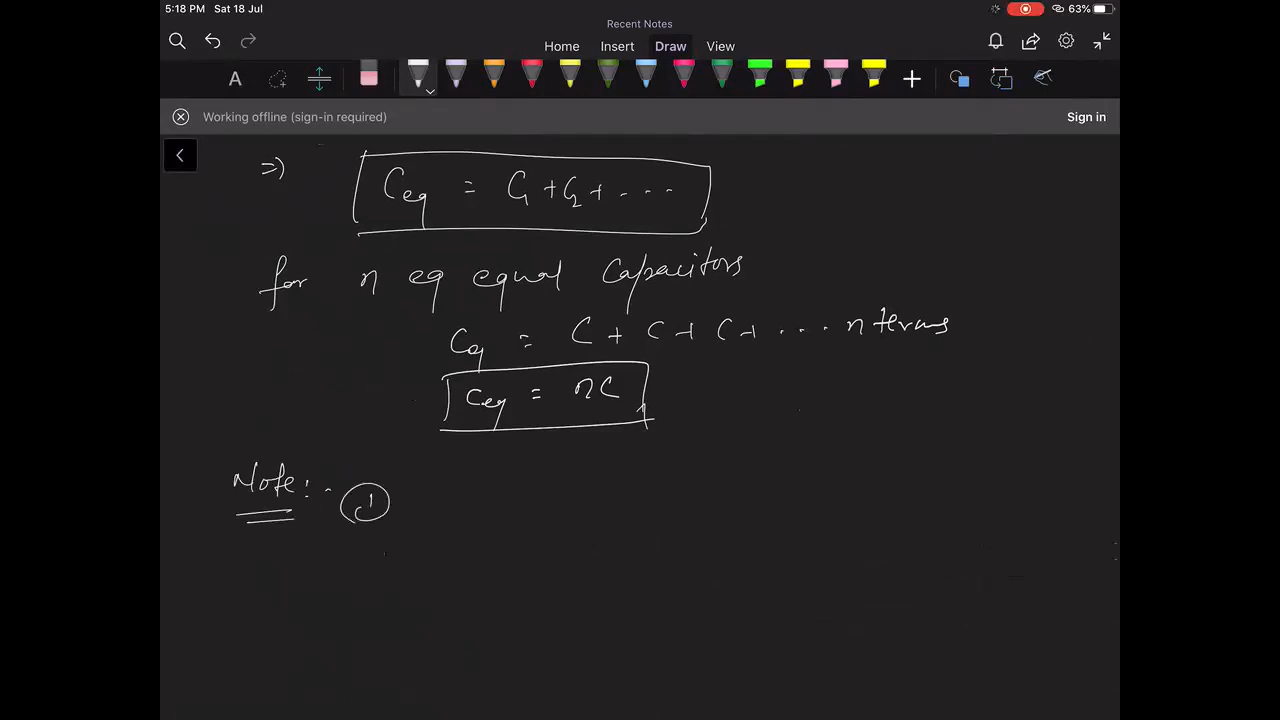 5:18 PM Sat 18 Jul 63%
Recent Notes
Home Insert Draw View
A
Working offline (sign-in required) Sign in
=) Ceq = C1 + C2 + - - - -
for n eq equal capacitors
Ceq = C + C + C + - - - n terms
Ceq = nC
Note :- 1